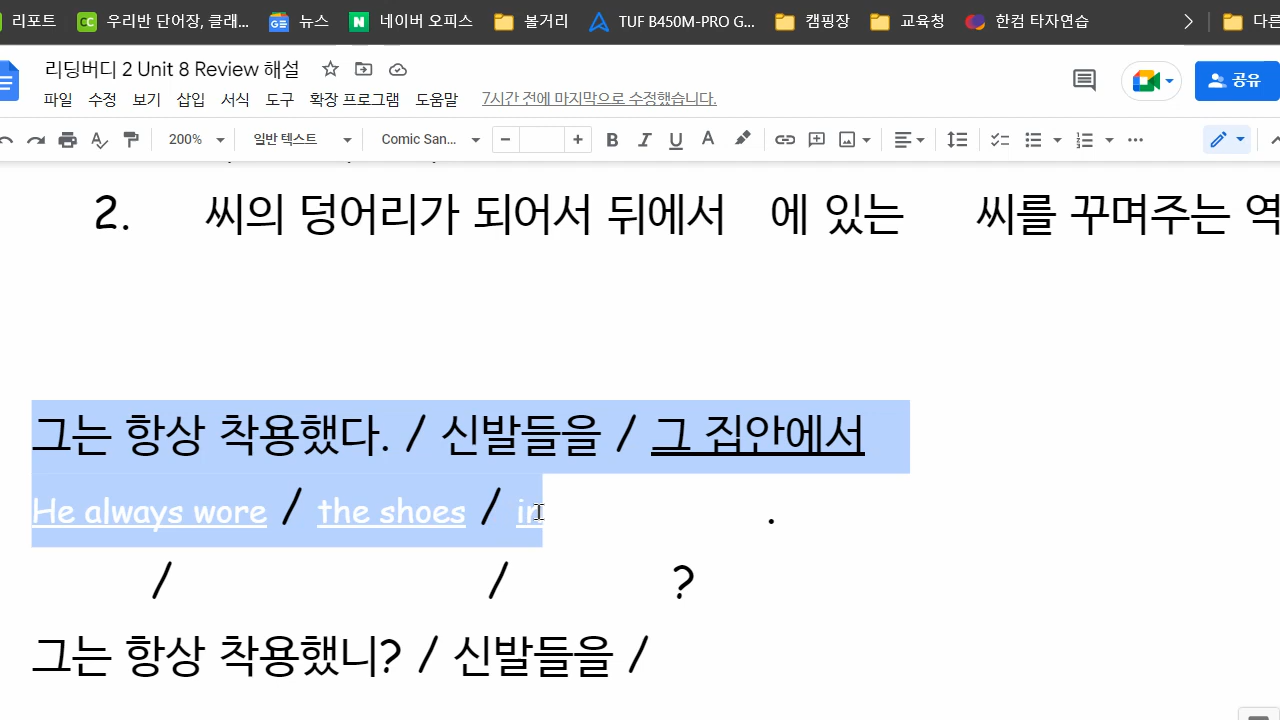 리포트 CC 우리반 단어장, 클래... GE 뉴스 N 네이버 오피스 볼거리 TUF B450M-PRO G... 캠핑장 교육청 한컴 타자연습 다른
리딩버디 2 Unit 8 Review 해설
파일 수정 보기 삽입 서식 도구 확장 프로그램 도움말 7시간 전에 마지막으로 수정했습니다.
공유
200% 일반 텍스트 Comic San... − + B I U A
2. 씨의 덩어리가 되어서 뒤에서 에 있는 씨를 꾸며주는 역
그는 항상 착용했다. / 신발들을 / 그 집안에서
He always wore / the shoes / in .
/ / ?
그는 항상 착용했니? / 신발들을 /